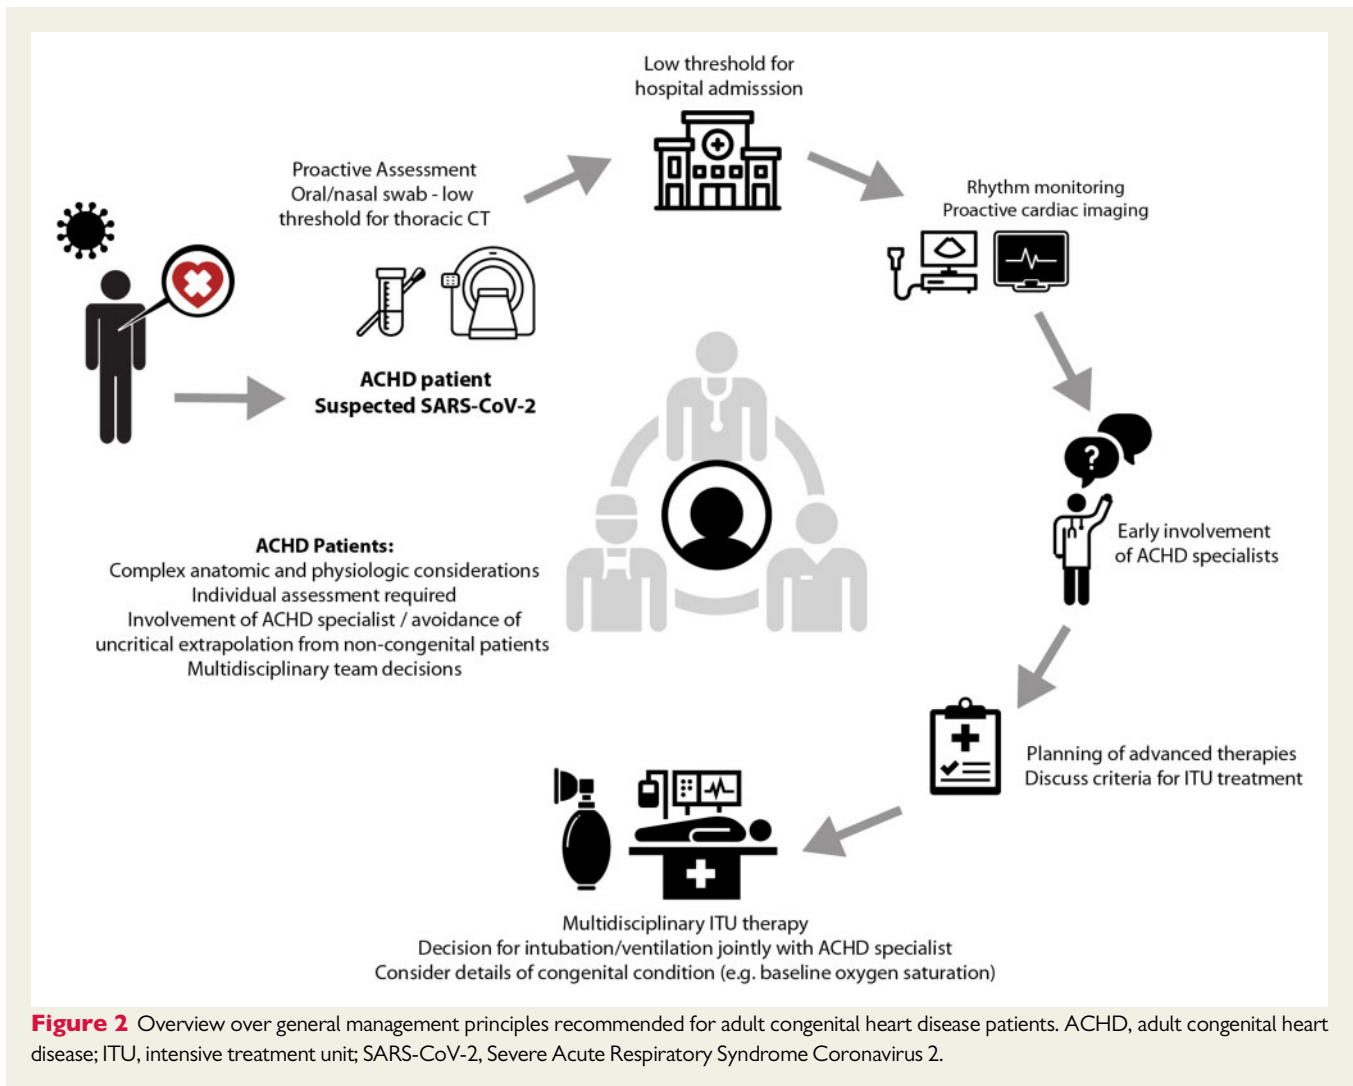 Low threshold for
hospital admisssion
Proactive Assessment
Oral/nasal swab - low
threshold for thoracic CT
Rhythm monitoring
Proactive cardiac imaging
ACHD patient
Suspected SARS-CoV-2
?
Early involvement
of ACHD specialists
ACHD Patients:
Complex anatomic and physiologic considerations
Individual assessment required
Involvement of ACHD specialist / avoidance of
uncritical extrapolation from non-congenital patients
Multidisciplinary team decisions
Planning of advanced therapies
Discuss criteria for ITU treatment
Multidisciplinary ITU therapy
Decision for intubation/ventilation jointly with ACHD specialist
Consider details of congenital condition (e.g. baseline oxygen saturation)
Figure 2 Overview over general management principles recommended for adult congenital heart disease patients. ACHD, adult congenital heart
disease; ITU, intensive treatment unit; SARS-CoV-2, Severe Acute Respiratory Syndrome Coronavirus 2.